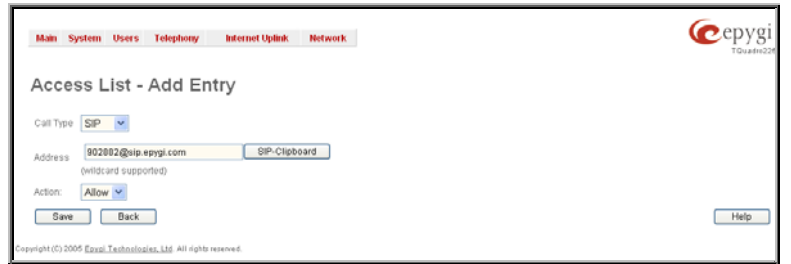 epygi
Main System Users Telephony Internet Uplink Network
Access List - Add Entry
Call Type SIP
Address 902882@sip.epygi.com SIP-Clipboard
(wildcard supported)
Action: Allow
Save Back Help
Copyright (C) 2005 Epygi Technologies, Ltd. All rights reserved.